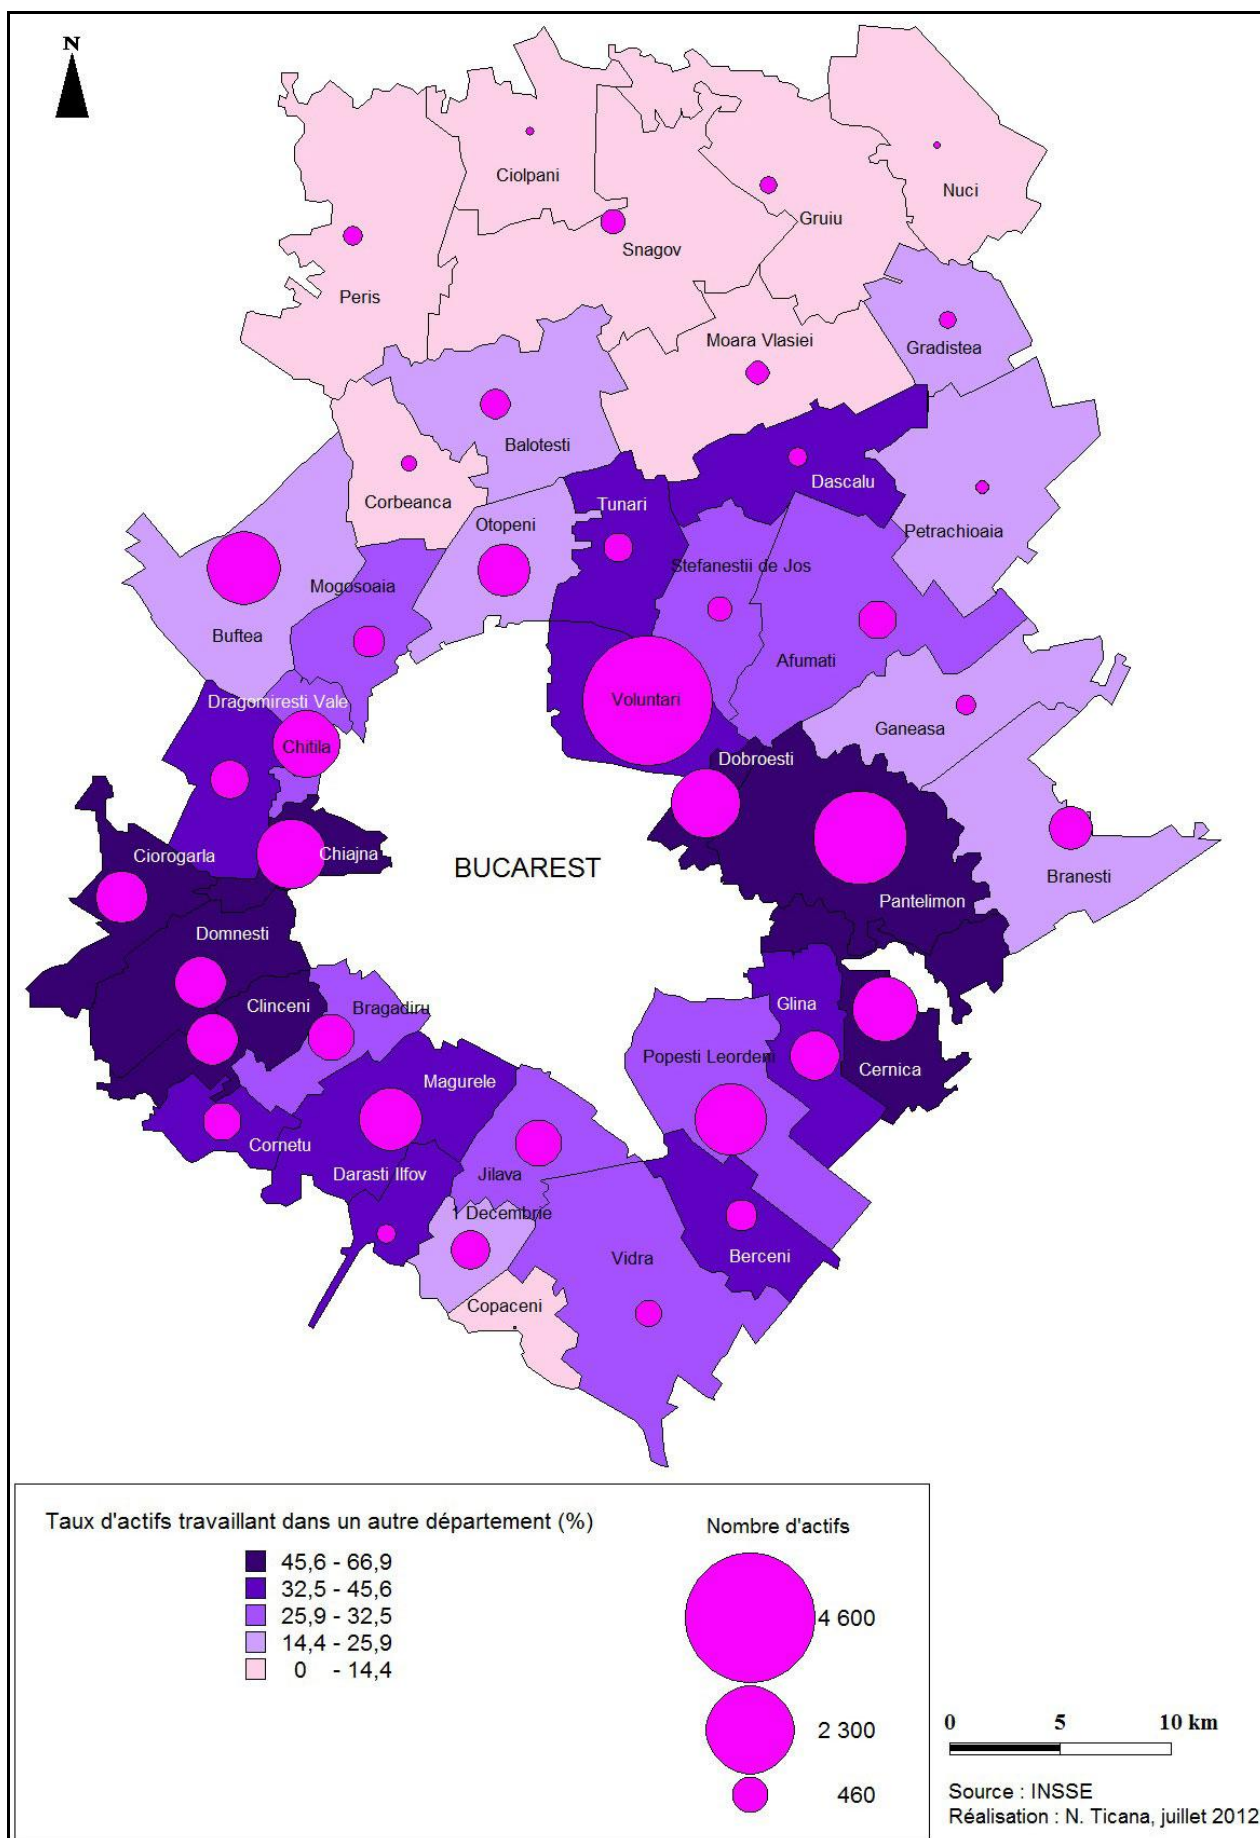 N
Ciolpani
Nuci
Gruiu
Snagov
Peris
Moara Vlasiei
Gradistea
Balotesti
Dascalu
Corbeanca
Tunari
Otopeni
Petrachioaia
Stefanestii de Jos
Mogosoaia
Buftea
Afumati
Dragomiresti Vale
Voluntari
Ganeasa
Chitila
Dobroesti
Ciorogarla
Chiajna
BUCAREST
Branesti
Pantelimon
Domnesti
Clinceni
Bragadiru
Glina
Popesti Leordeni
Cernica
Magurele
Cornetu
Darasti Ilfov
Jilava
1 Decembrie
Vidra
Berceni
Copaceni
Taux d'actifs travaillant dans un autre département (%)
45,6 - 66,9
32,5 - 45,6
25,9 - 32,5
14,4 - 25,9
0 - 14,4
Nombre d'actifs
4 600
2 300
460
0 5 10 km
Source : INSSE
Réalisation : N. Ticana, juillet 2012